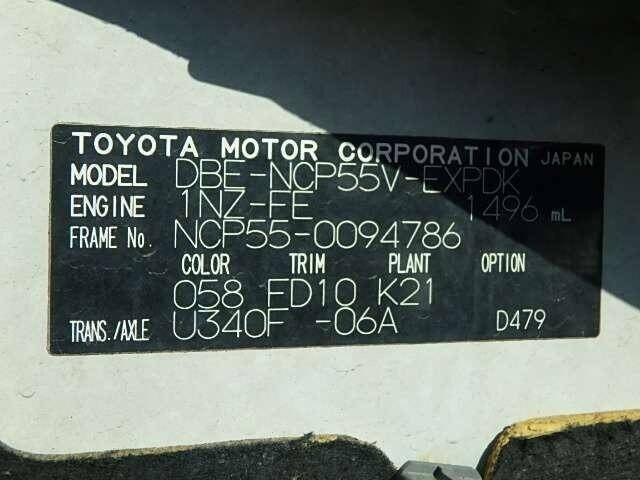 TOYOTA MOTOR CORPORATION JAPAN
MODEL DBE-NCP55V-EXPDK
ENGINE 1NZ-FE 1496 mL
FRAME No. NCP55-0094786
COLOR TRIM PLANT OPTION
058 FD10 K21
TRANS./AXLE U340F -06A D479